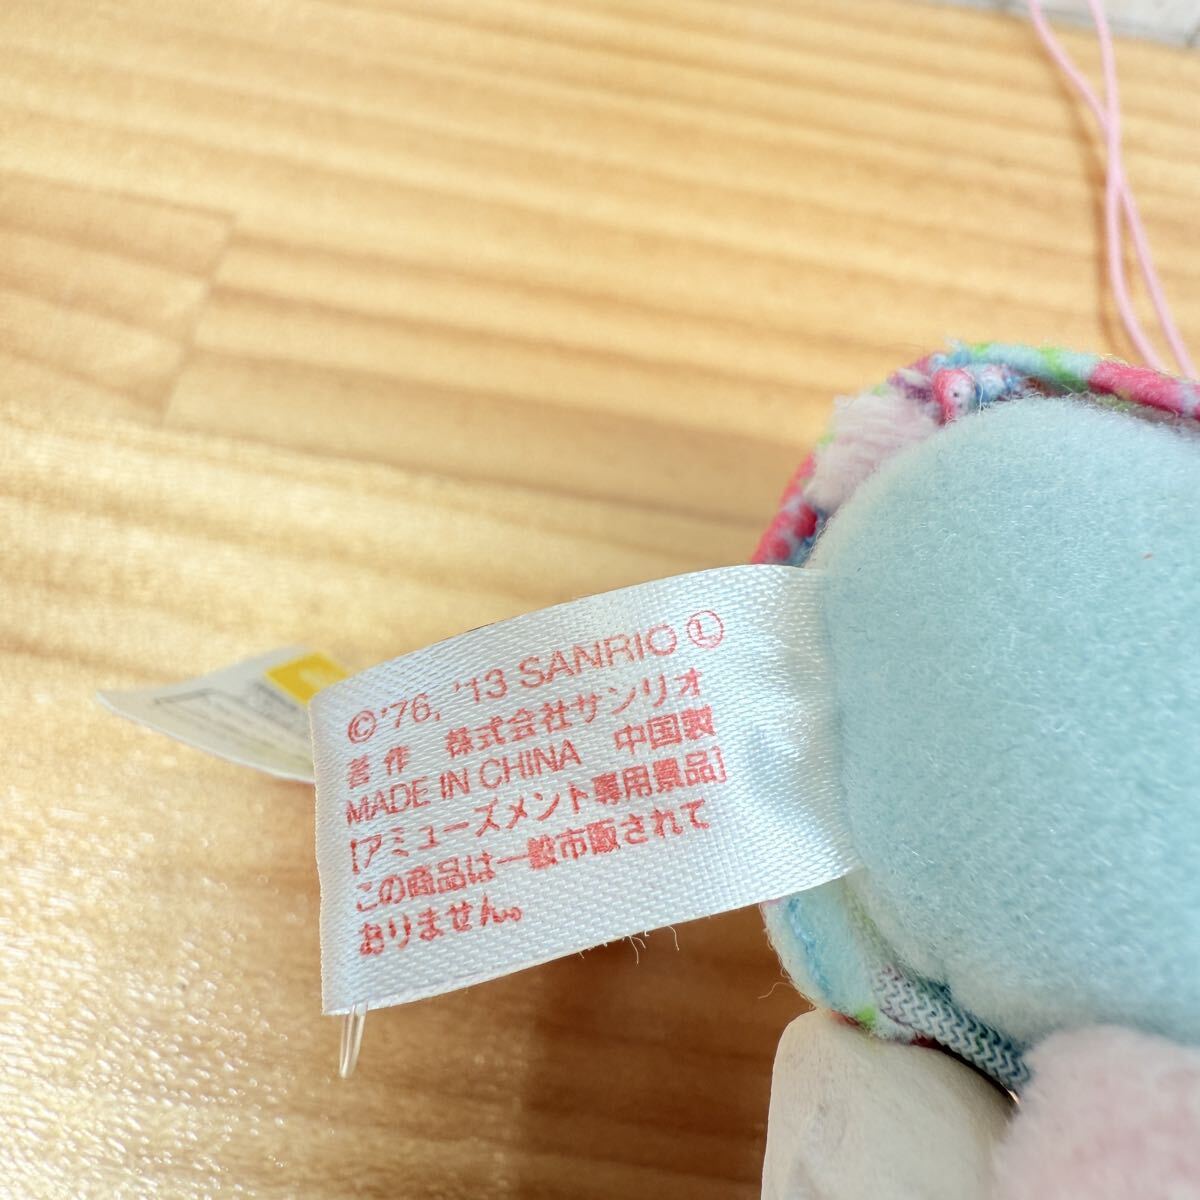 ©'76, '13 SANRIO Ⓛ
著作 株式会社サンリオ
MADE IN CHINA 中国製
[アミューズメント専用景品]
この商品は一般市販されて
おりません。